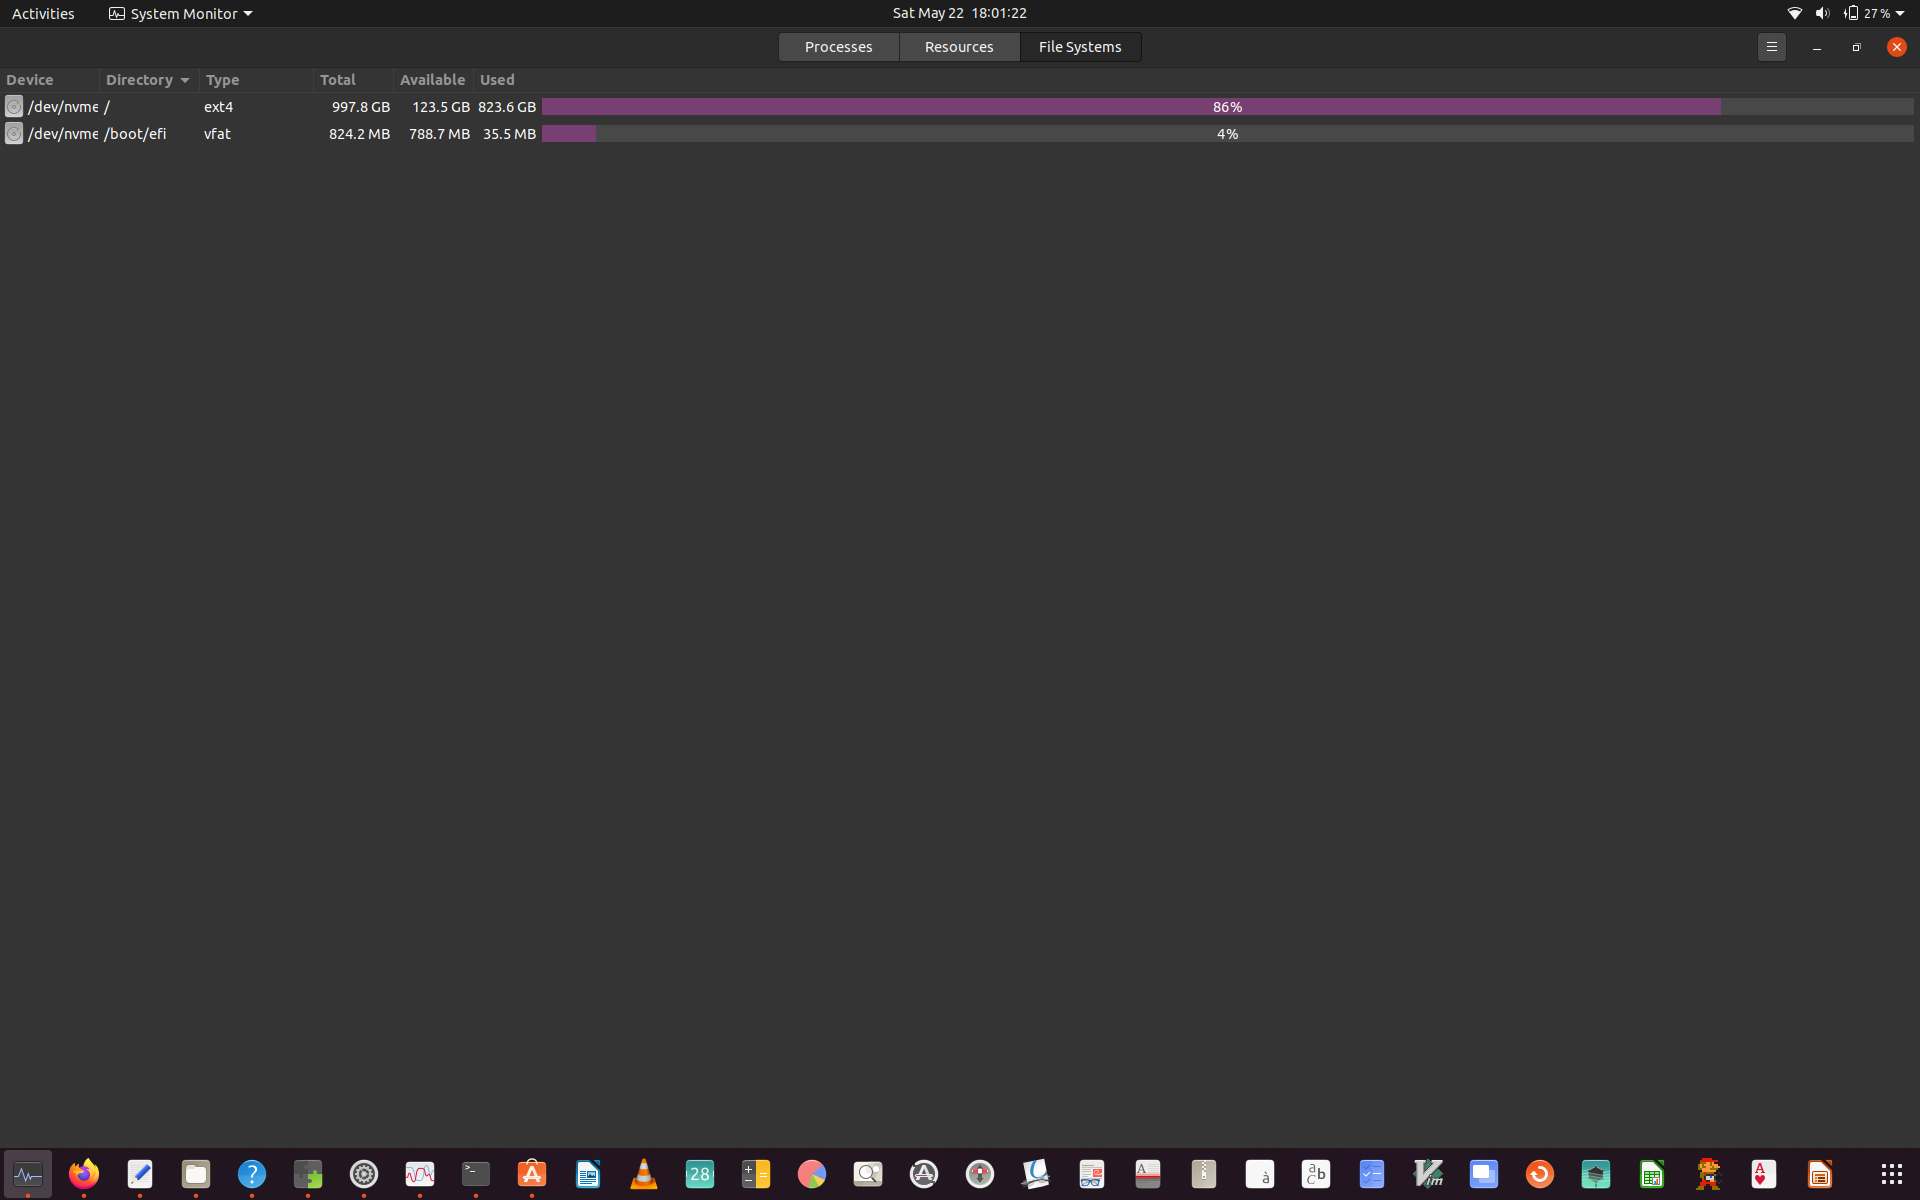 Activities System Monitor Sat May 22 18:01:22 27 %
Processes Resources File Systems
Device Directory Type Total Available Used
/dev/nvme / ext4 997.8 GB 123.5 GB 823.6 GB 86%
/dev/nvme /boot/efi vfat 824.2 MB 788.7 MB 35.5 MB 4%
? >_ A 28 A A à ab c Vim A